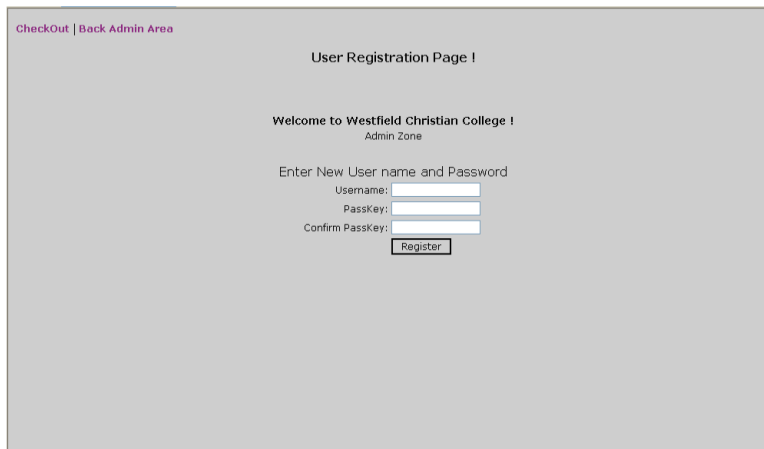 CheckOut | Back Admin Area
User Registration Page !
Welcome to Westfield Christian College !
Admin Zone
Enter New User name and Password
Username:
PassKey:
Confirm PassKey:
Register